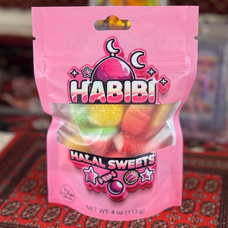 HABIBI
HALAL SWEETS
NET WT 4 oz (113 g)